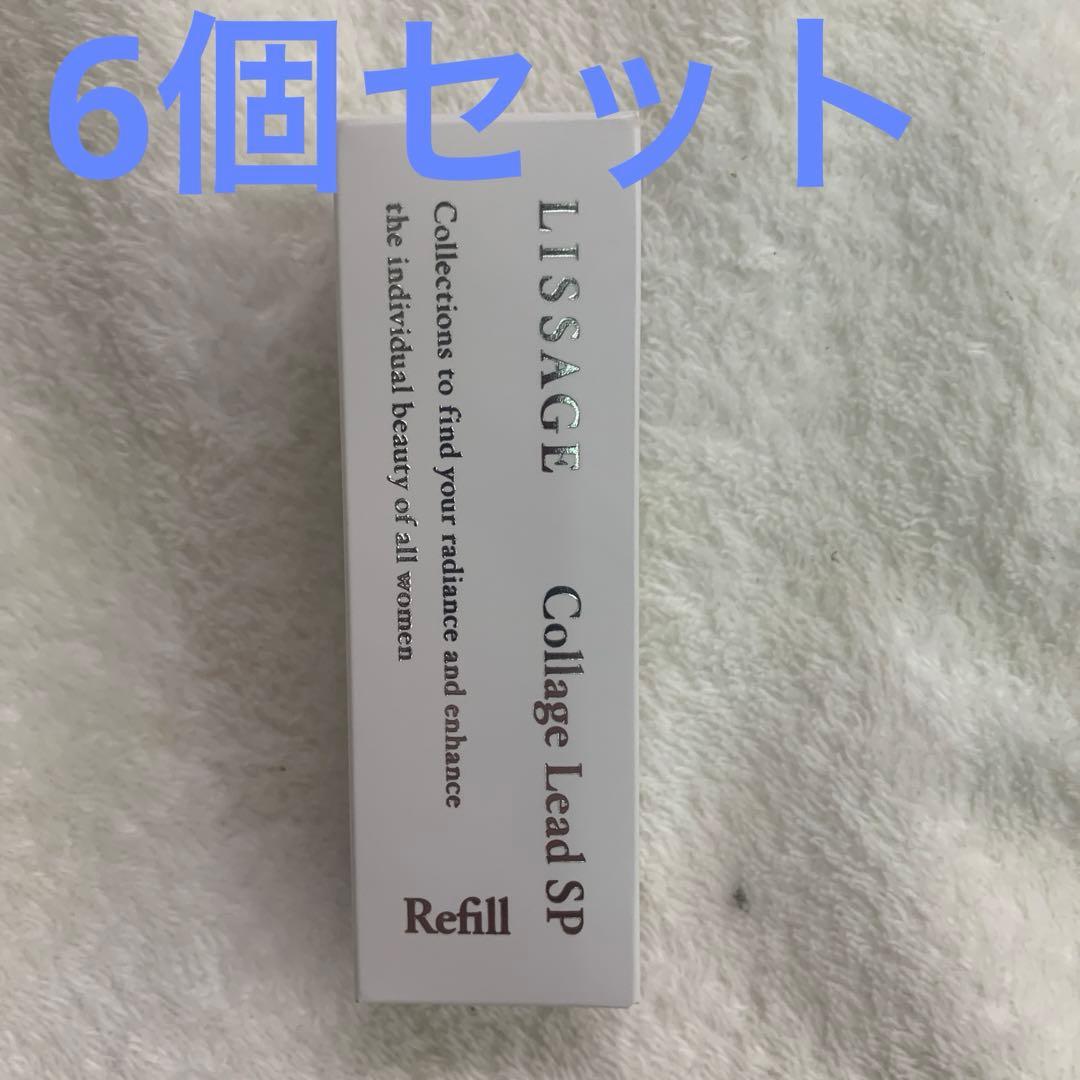 6個セット
LISSAGE Collage Lead SP
Collections to find your radiance and enhance
the individual beauty of all women
Refill